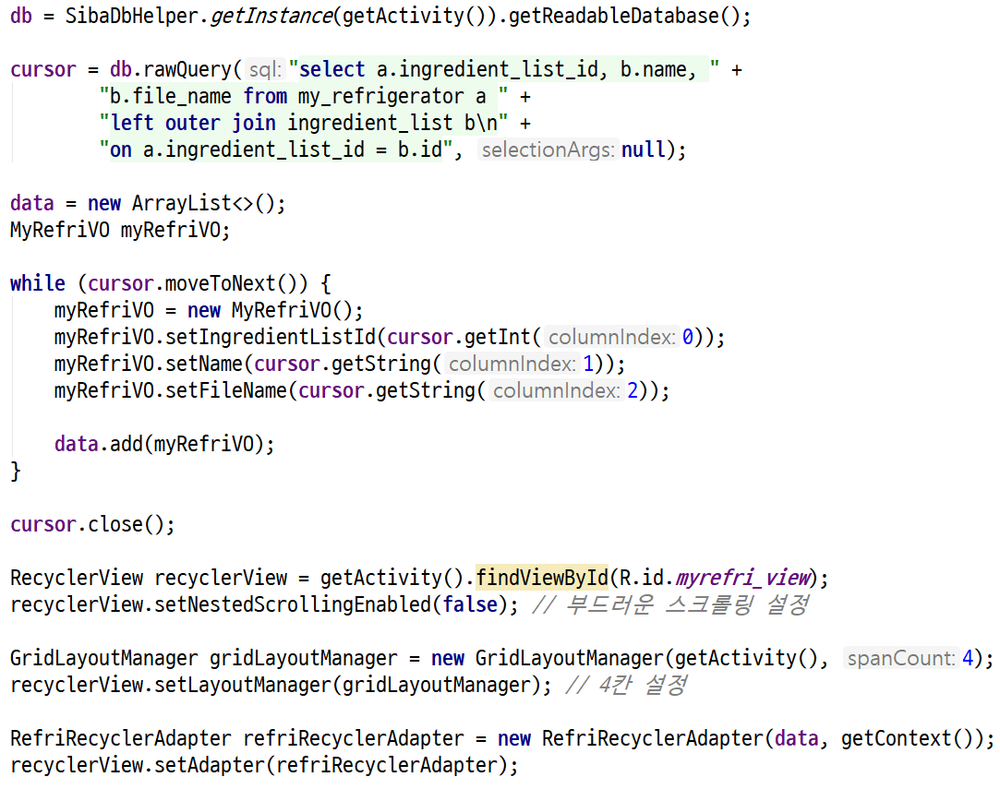 db = SibaDbHelper.getInstance(getActivity()).getReadableDatabase();
cursor = db.rawQuery( sql: "select a.ingredient_list_id, b.name, " +
"b.file_name from my_refrigerator a " +
"left outer join ingredient_list b\n" +
"on a.ingredient_list_id = b.id", selectionArgs: null);
data = new ArrayList<>();
MyRefriVO myRefriVO;
while (cursor.moveToNext()) {
myRefriVO = new MyRefriVO();
myRefriVO.setIngredientListId(cursor.getInt( columnIndex: 0));
myRefriVO.setName(cursor.getString( columnIndex: 1));
myRefriVO.setFileName(cursor.getString( columnIndex: 2));
data.add(myRefriVO);
}
cursor.close();
RecyclerView recyclerView = getActivity().findViewById(R.id.myrefri_view);
recyclerView.setNestedScrollingEnabled(false); // 부드러운 스크롤링 설정
GridLayoutManager gridLayoutManager = new GridLayoutManager(getActivity(), spanCount: 4);
recyclerView.setLayoutManager(gridLayoutManager); // 4칸 설정
RefriRecyclerAdapter refriRecyclerAdapter = new RefriRecyclerAdapter(data, getContext());
recyclerView.setAdapter(refriRecyclerAdapter);